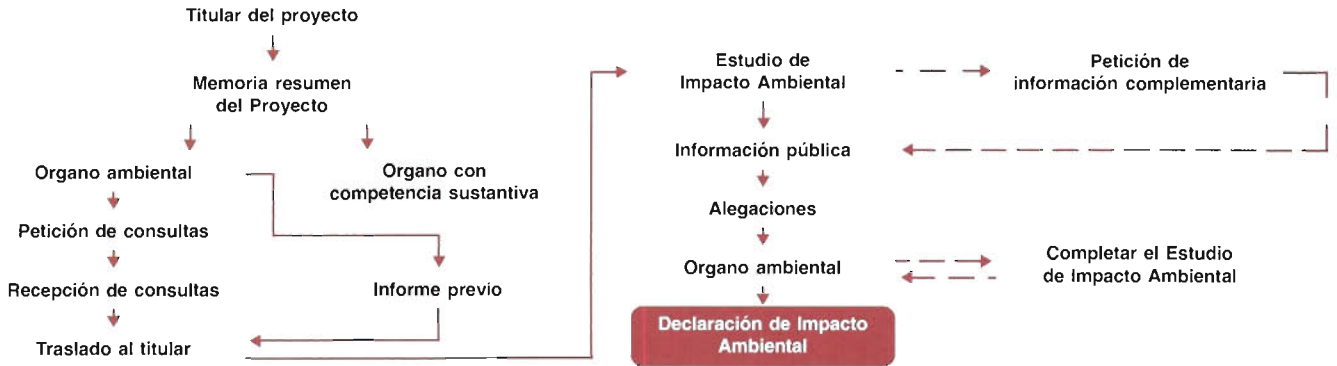 Titular del proyecto
Memoria resumen
del Proyecto
Organo ambiental
Organo con
competencia sustantiva
Petición de consultas
Recepción de consultas
Informe previo
Traslado al titular
Estudio de
Impacto Ambiental
Petición de
información complementaria
Información pública
Alegaciones
Organo ambiental
Completar el Estudio
de Impacto Ambiental
Declaración de Impacto
Ambiental